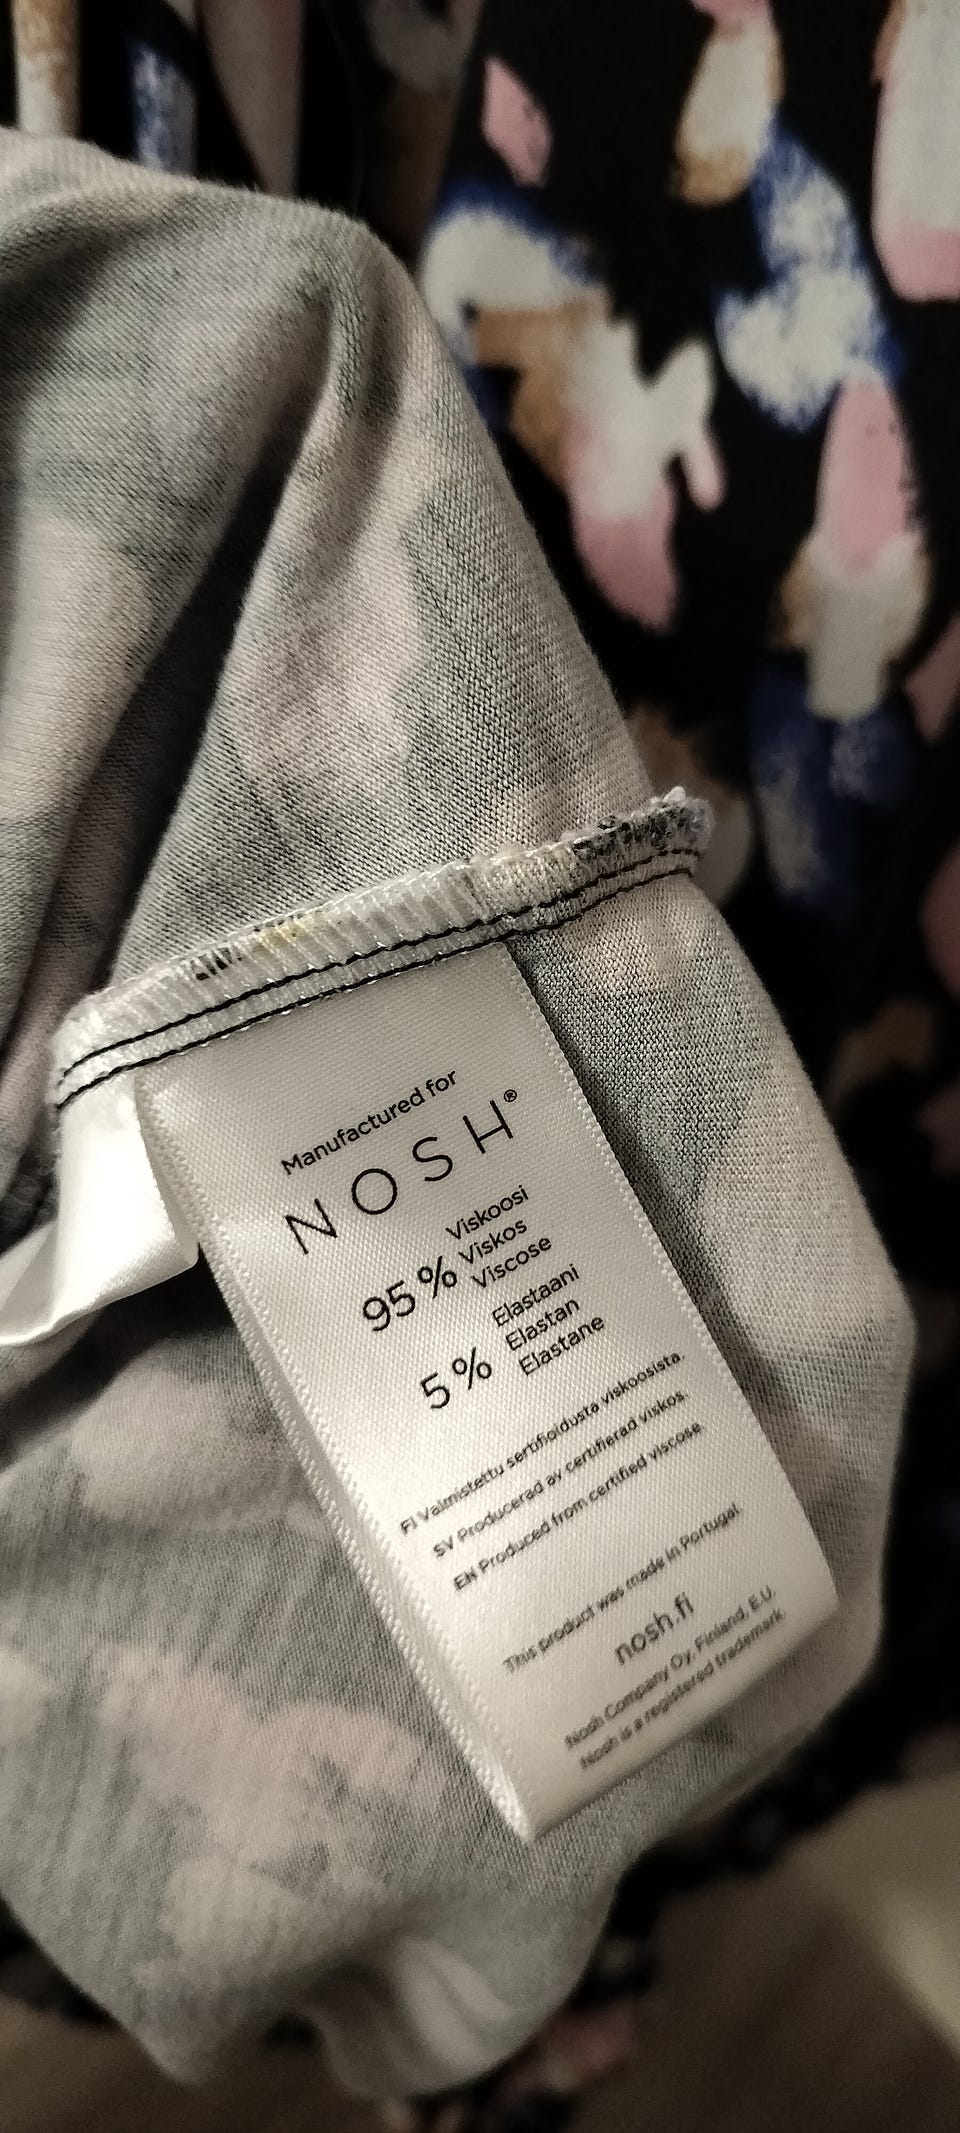 Manufactured for
NOSH®
95% Viskoosi
Viskos
Viscose
5% Elastaani
Elastan
Elastane
FI Valmistettu sertifioidusta viskoosista.
SV Producerad av certifierad viskos.
EN Produced from certified viscose.
This product was made in Portugal.
nosh.fi
Nosh Company Oy, Finland, E.U.
Nosh is a registered trademark.